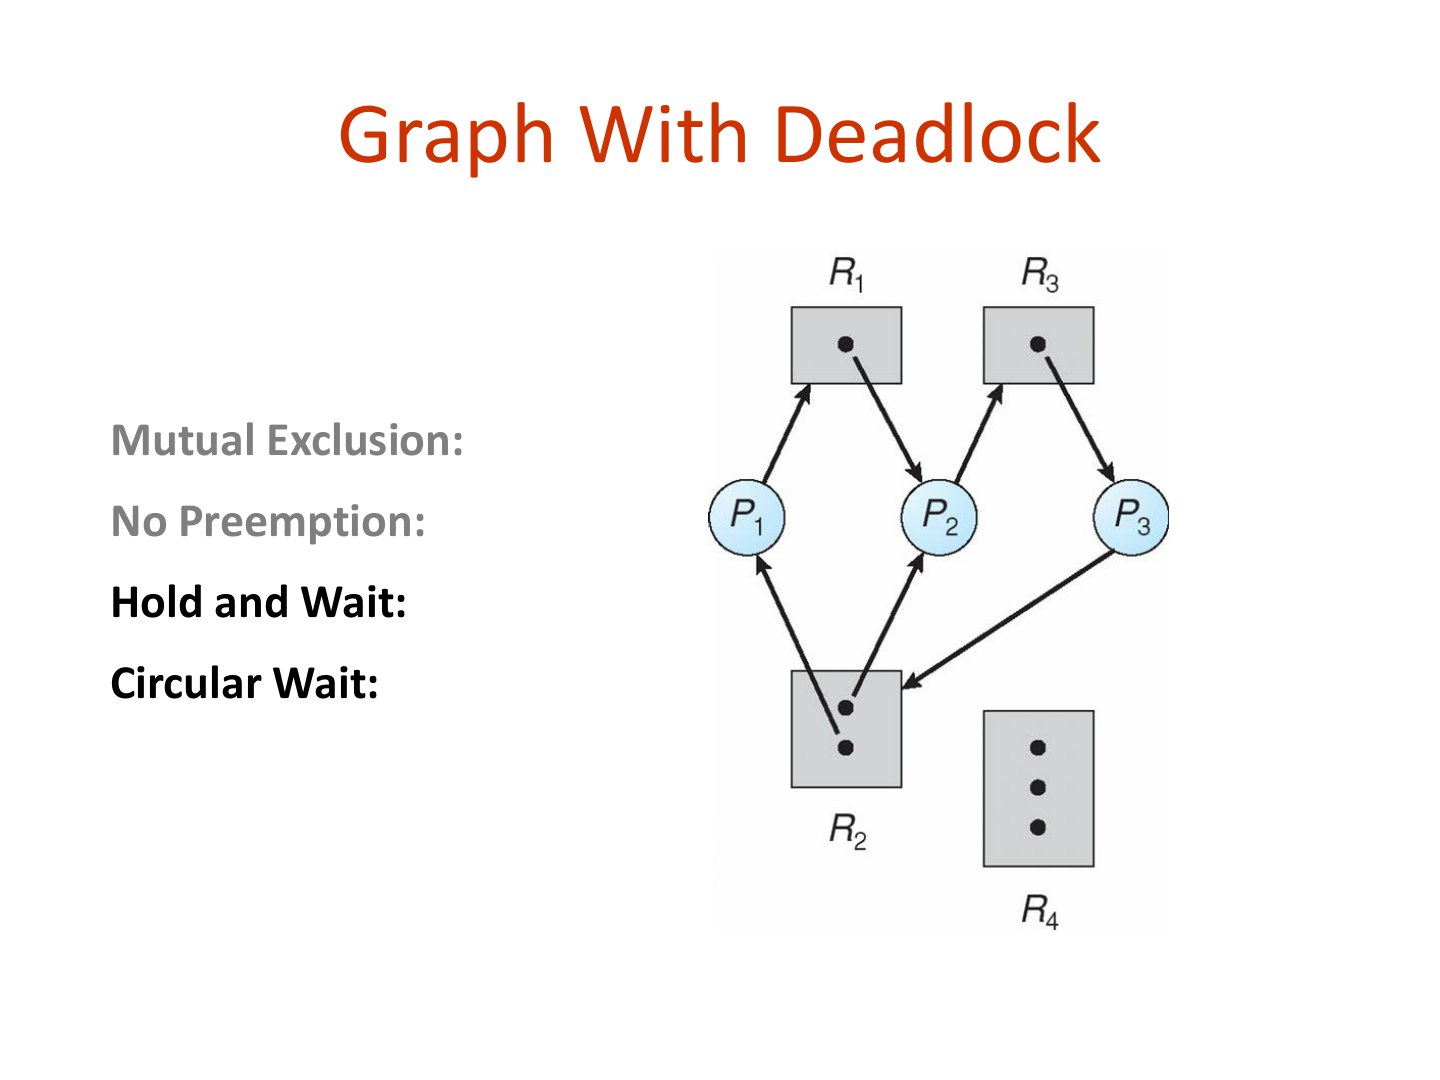 Graph With Deadlock
Mutual Exclusion:
No Preemption:
Hold and Wait:
Circular Wait:
R1 R3
P1 P2 P3
R2
R4